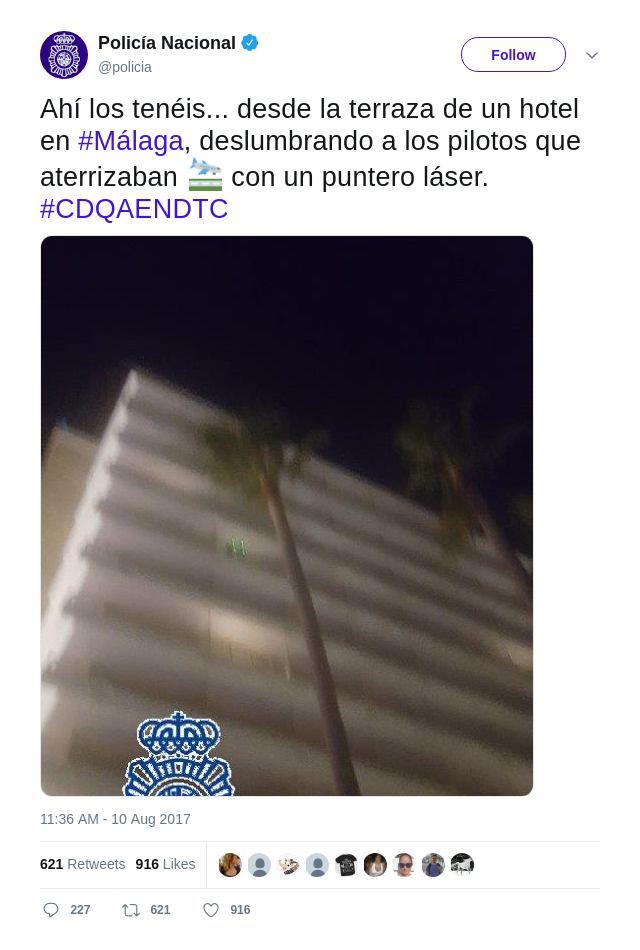 Policía Nacional
@policia
Follow
Ahí los tenéis... desde la terraza de un hotel
en #Málaga, deslumbrando a los pilotos que
aterrizaban 🛬 con un puntero láser.
#CDQAENDTC
11:36 AM - 10 Aug 2017
621 Retweets 916 Likes
227 621 916